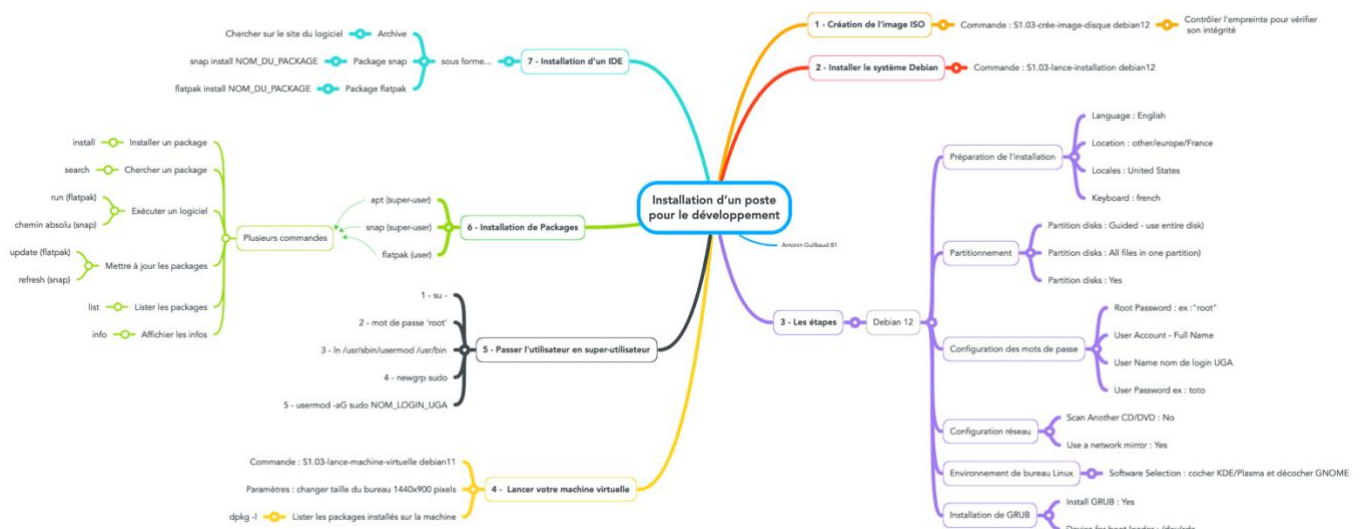 Installation d'un poste
pour le développement
Antonin Guilbaud B1
1 - Création de l'image ISO
Commande : S1.03-crée-image-disque debian12
Contrôler l'empreinte pour vérifier
son intégrité
2 - Installer le système Debian
Commande : S1.03-lance-installation debian12
3 - Les étapes
Debian 12
Préparation de l'installation
Language : English
Location : other/europe/France
Locales : United States
Keyboard : french
Partitionnement
Partition disks : Guided - use entire disk)
Partition disks : All files in one partition)
Partition disks : Yes
Configuration des mots de passe
Root Password : ex :"root"
User Account - Full Name
User Name nom de login UGA
User Password ex : toto
Configuration réseau
Scan Another CD/DVD : No
Use a network mirror : Yes
Environnement de bureau Linux
Software Selection : cocher KDE/Plasma et décocher GNOME
Installation de GRUB
Install GRUB : Yes
4 - Lancer votre machine virtuelle
Commande : S1.03-lance-machine-virtuelle debian11
Paramètres : changer taille du bureau 1440x900 pixels
Lister les packages installés sur la machine
dpkg -l
5 - Passer l'utilisateur en super-utilisateur
1 - su -
2 - mot de passe 'root'
3 - ln /usr/sbin/usermod /usr/bin
4 - newgrp sudo
5 - usermod -aG sudo NOM_LOGIN_UGA
6 - Installation de Packages
apt (super-user)
snap (super-user)
flatpak (user)
Plusieurs commandes
Installer un package
install
Chercher un package
search
Exécuter un logiciel
run (flatpak)
chemin absolu (snap)
Mettre à jour les packages
update (flatpak)
refresh (snap)
Lister les packages
list
Affichier les infos
info
7 - Installation d'un IDE
sous forme...
Archive
Chercher sur le site du logiciel
Package snap
snap install NOM_DU_PACKAGE
Package flatpak
flatpak install NOM_DU_PACKAGE